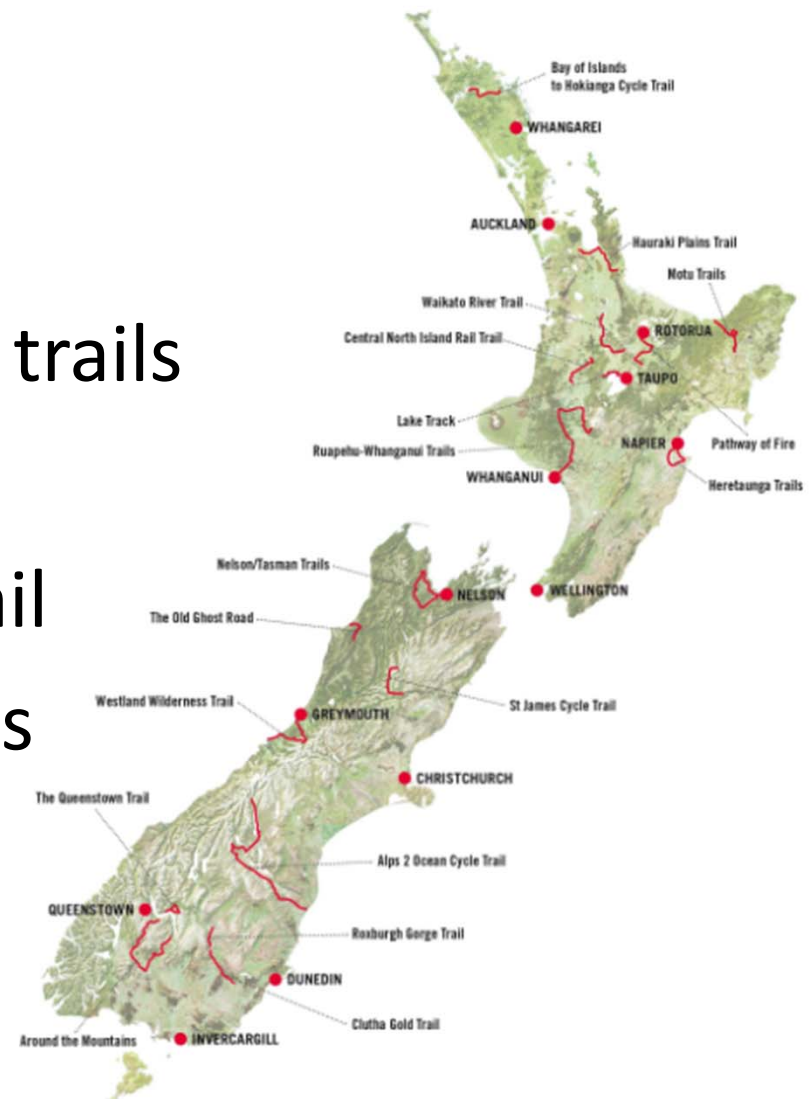 Bay of Islands
to Hokianga Cycle Trail
WHANGAREI
AUCKLAND
Hauraki Plains Trail
Motu Trails
Waikato River Trail
trails
ROTORUA
Central North Island Rail Trail
TAUPO
Lake Track
NAPIER
Pathway of Fire
Ruapehu-Whanganui Trails
WHANGANUI
Heretaunga Trails
Nelson/Tasman Trails
ail
NELSON
WELLINGTON
The Old Ghost Road
Westland Wilderness Trail
St James Cycle Trail
GREYMOUTH
s
CHRISTCHURCH
The Queenstown Trail
Alps 2 Ocean Cycle Trail
QUEENSTOWN
Roxburgh Gorge Trail
DUNEDIN
Clutha Gold Trail
Around the Mountains
INVERCARGILL